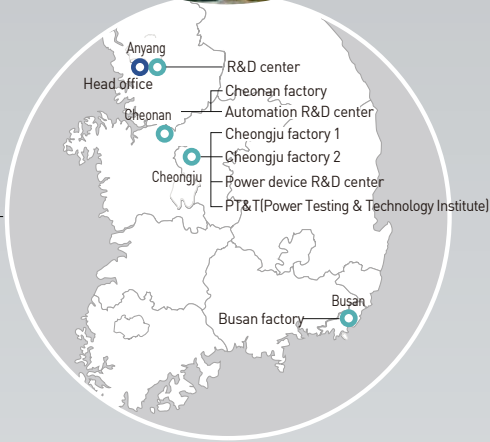 Anyang
R&D center
Head office
Cheonan factory
Automation R&D center
Cheonan
Cheongju factory 1
Cheongju factory 2
Cheongju
Power device R&D center
PT&T(Power Testing & Technology Institute)
Busan
Busan factory